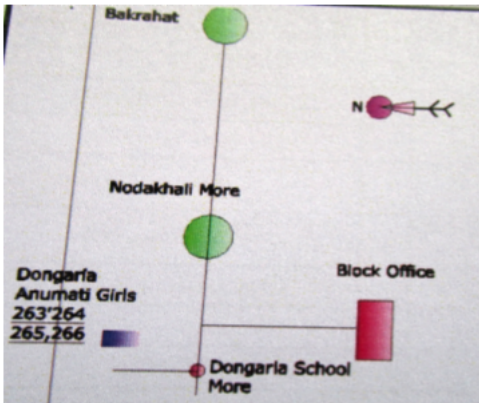 Bakrahat
N
Nodakhali More
Block Office
Dongaria
Anumati Girls
263'264
265,266
Dongaria School
More